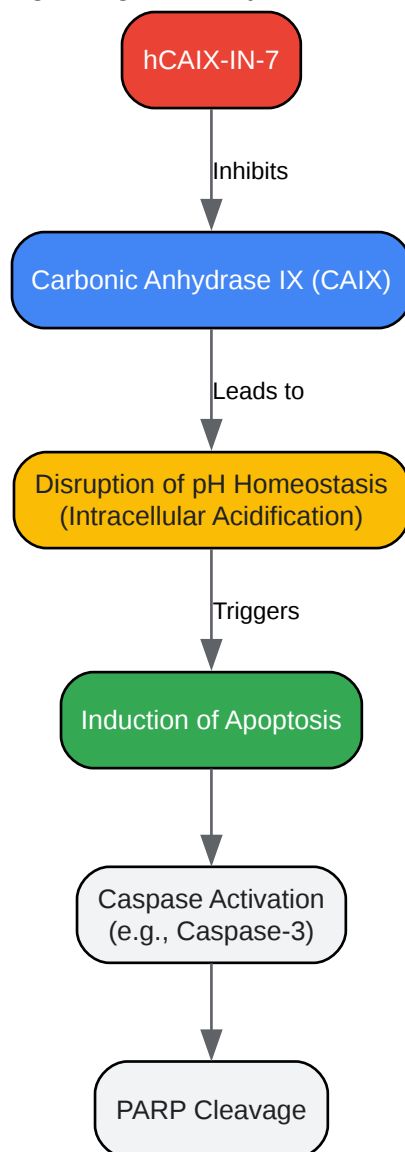 hCAIX-IN-7
Inhibits
Carbonic Anhydrase IX (CAIX)
Leads to
Disruption of pH Homeostasis
(Intracellular Acidification)
Triggers
Induction of Apoptosis
Caspase Activation
(e.g., Caspase-3)
PARP Cleavage